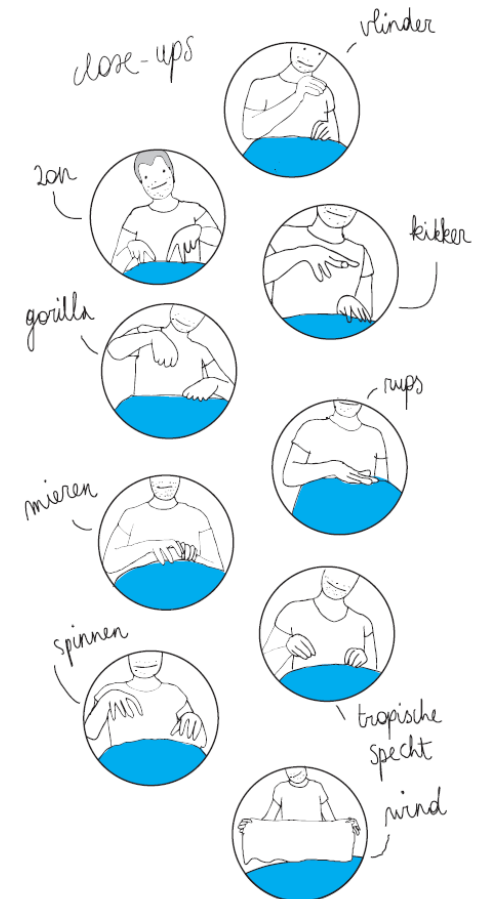 close-ups
vlinder
zon
kikker
gorilla
rups
mieren
spinnen
tropische
specht
wind